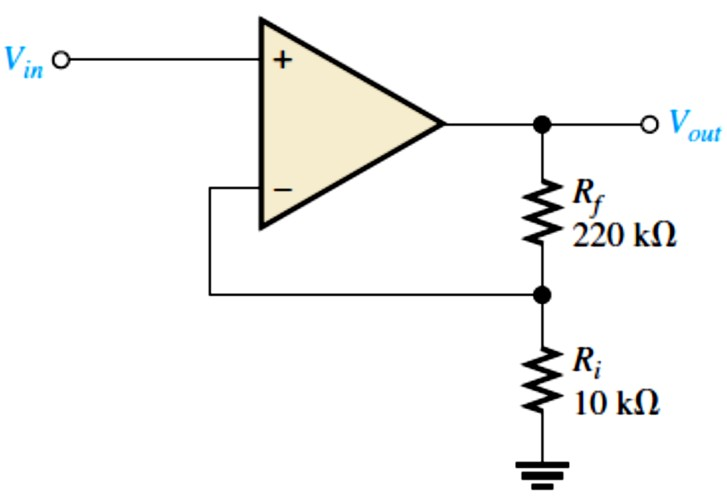 V_in
+
−
V_out
R_f
220 kΩ
R_i
10 kΩ